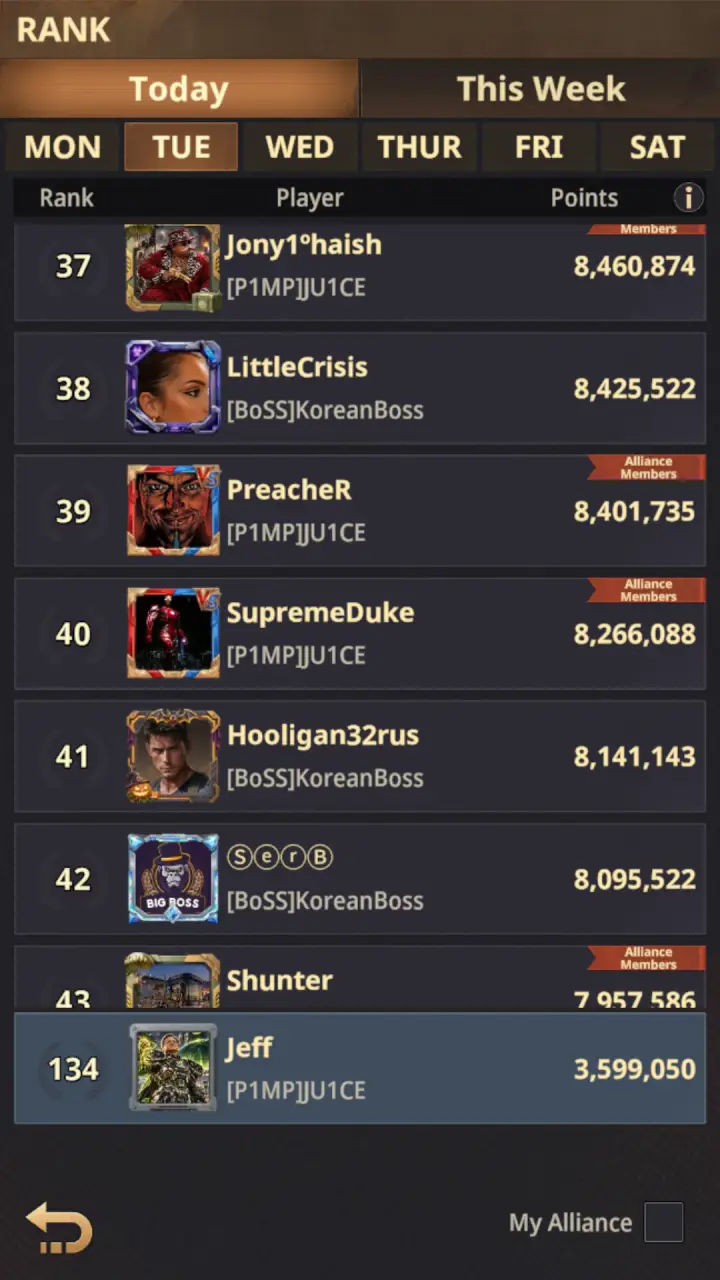 RANK
Today This Week
MON TUE WED THUR FRI SAT
Rank Player Points i
Members
37 Jony1ºhaish 8,460,874
[P1MP]JU1CE
38 LittleCrisis 8,425,522
[BoSS]KoreanBoss
Alliance
Members
VS
39 PreacheR 8,401,735
[P1MP]JU1CE
Alliance
Members
VS
40 SupremeDuke 8,266,088
[P1MP]JU1CE
41 Hooligan32rus 8,141,143
[BoSS]KoreanBoss
42 ⓈⓔⓡⒷ 8,095,522
BIG BOSS
[BoSS]KoreanBoss
Alliance
Members
43 Shunter 7,957,586
134 Jeff 3,599,050
[P1MP]JU1CE
My Alliance